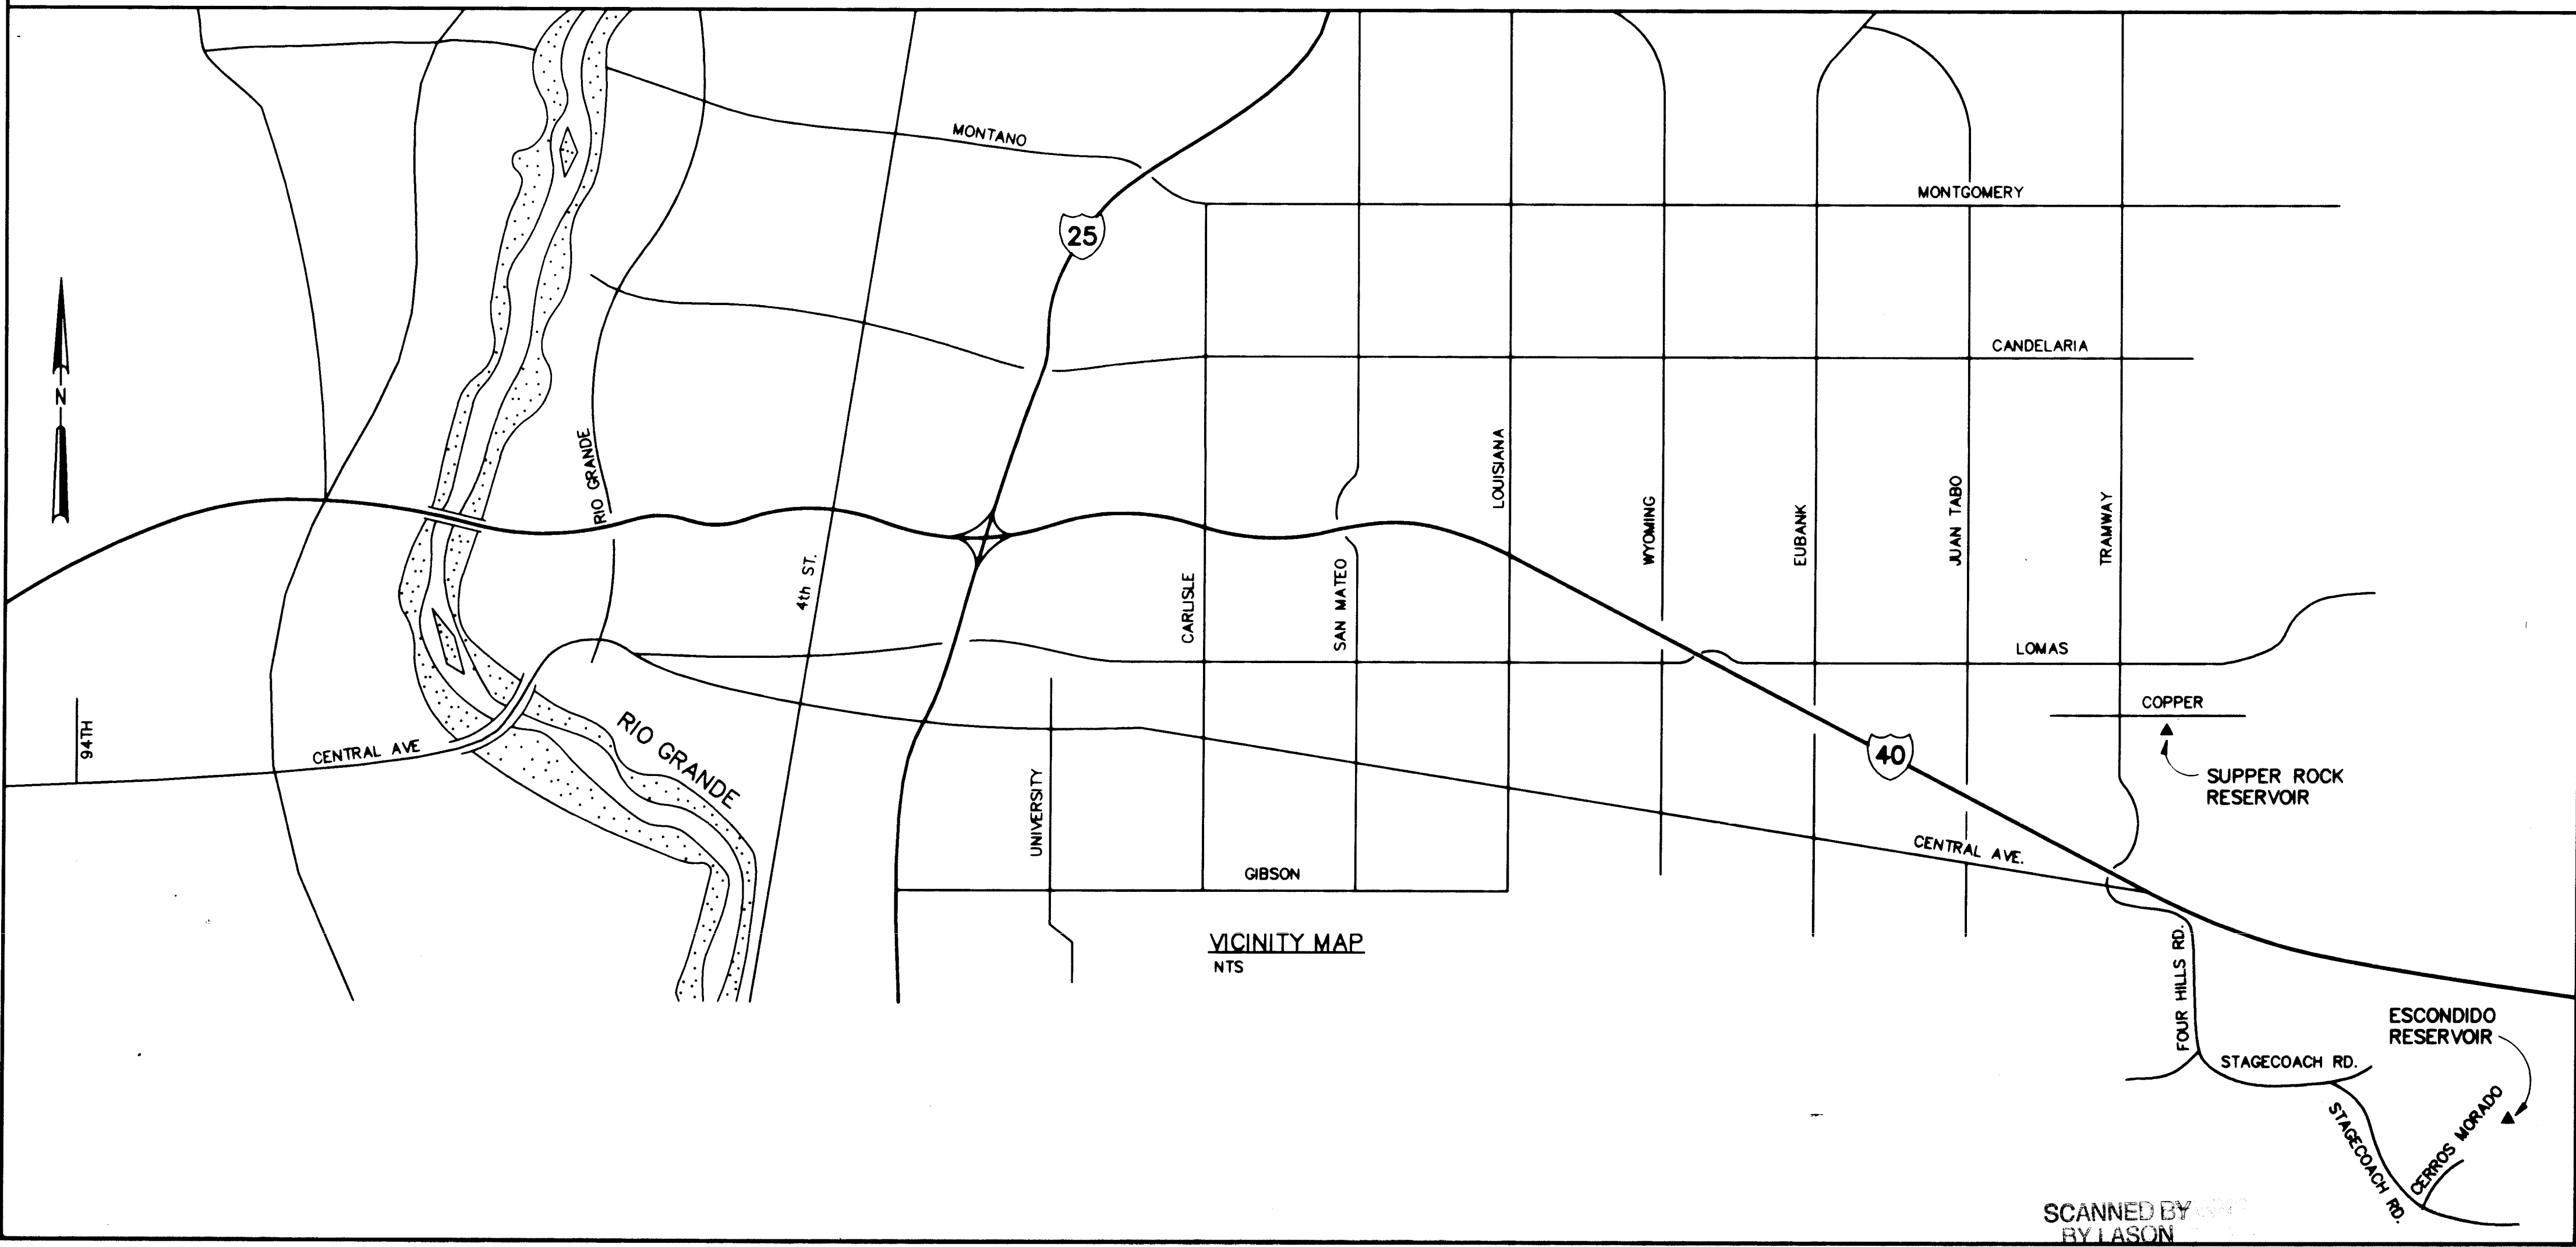 MONTANO
MONTGOMERY
25
CANDELARIA
N
RIO GRANDE
LOUISIANA
WYOMING
EUBANK
JUAN TABO
TRAMWAY
4th ST.
CARLISLE
SAN MATEO
LOMAS
COPPER
94TH
CENTRAL AVE
RIO GRANDE
40
SUPPER ROCK
RESERVOIR
UNIVERSITY
CENTRAL AVE.
GIBSON
VICINITY MAP
NTS
FOUR HILLS RD.
ESCONDIDO
RESERVOIR
STAGECOACH RD.
STAGECOACH RD.
CERROS MORADO
SCANNED BY
BY LASON